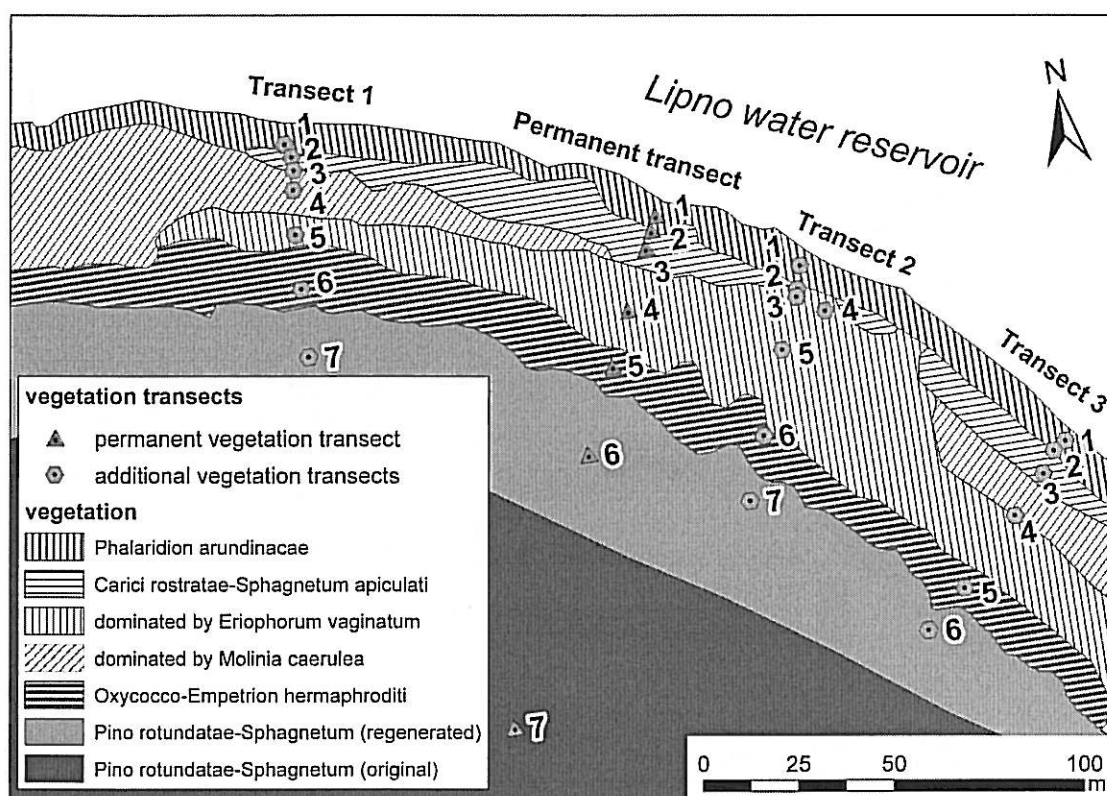 Lipno water reservoir
N
Transect 1
1
2
3
4
5
6
7
Permanent transect
1
2
3
4
5
6
7
Transect 2
1
2
3
4
5
6
7
Transect 3
1
2
3
4
5
6
vegetation transects
permanent vegetation transect
additional vegetation transects
vegetation
Phalaridion arundinacae
Carici rostratae-Sphagnetum apiculati
dominated by Eriophorum vaginatum
dominated by Molinia caerulea
Oxycocco-Empetrion hermaphroditi
Pino rotundatae-Sphagnetum (regenerated)
Pino rotundatae-Sphagnetum (original)
0 25 50 100
m